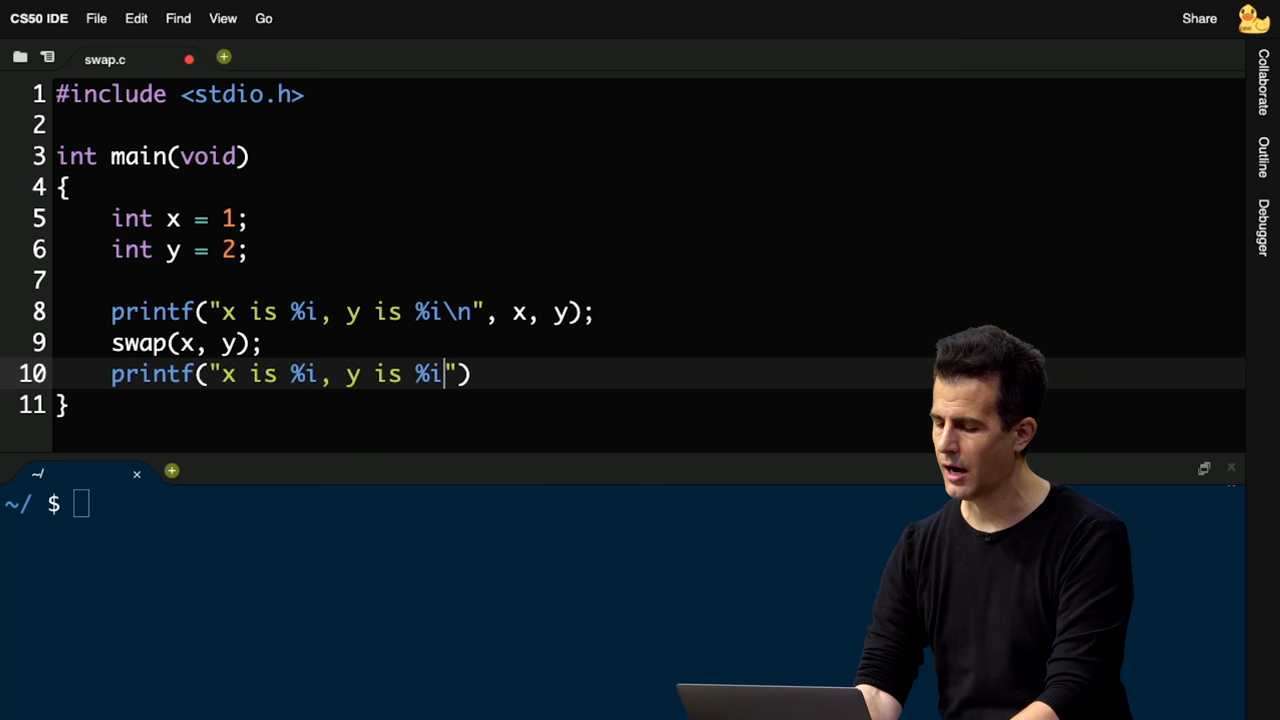 CS50 IDE File Edit Find View Go Share
swap.c
Collaborate
Outline
Debugger
1 #include <stdio.h>
2
3 int main(void)
4 {
5 int x = 1;
6 int y = 2;
7
8 printf("x is %i, y is %i\n", x, y);
9 swap(x, y);
10 printf("x is %i, y is %i")
11 }
~/
~/ $